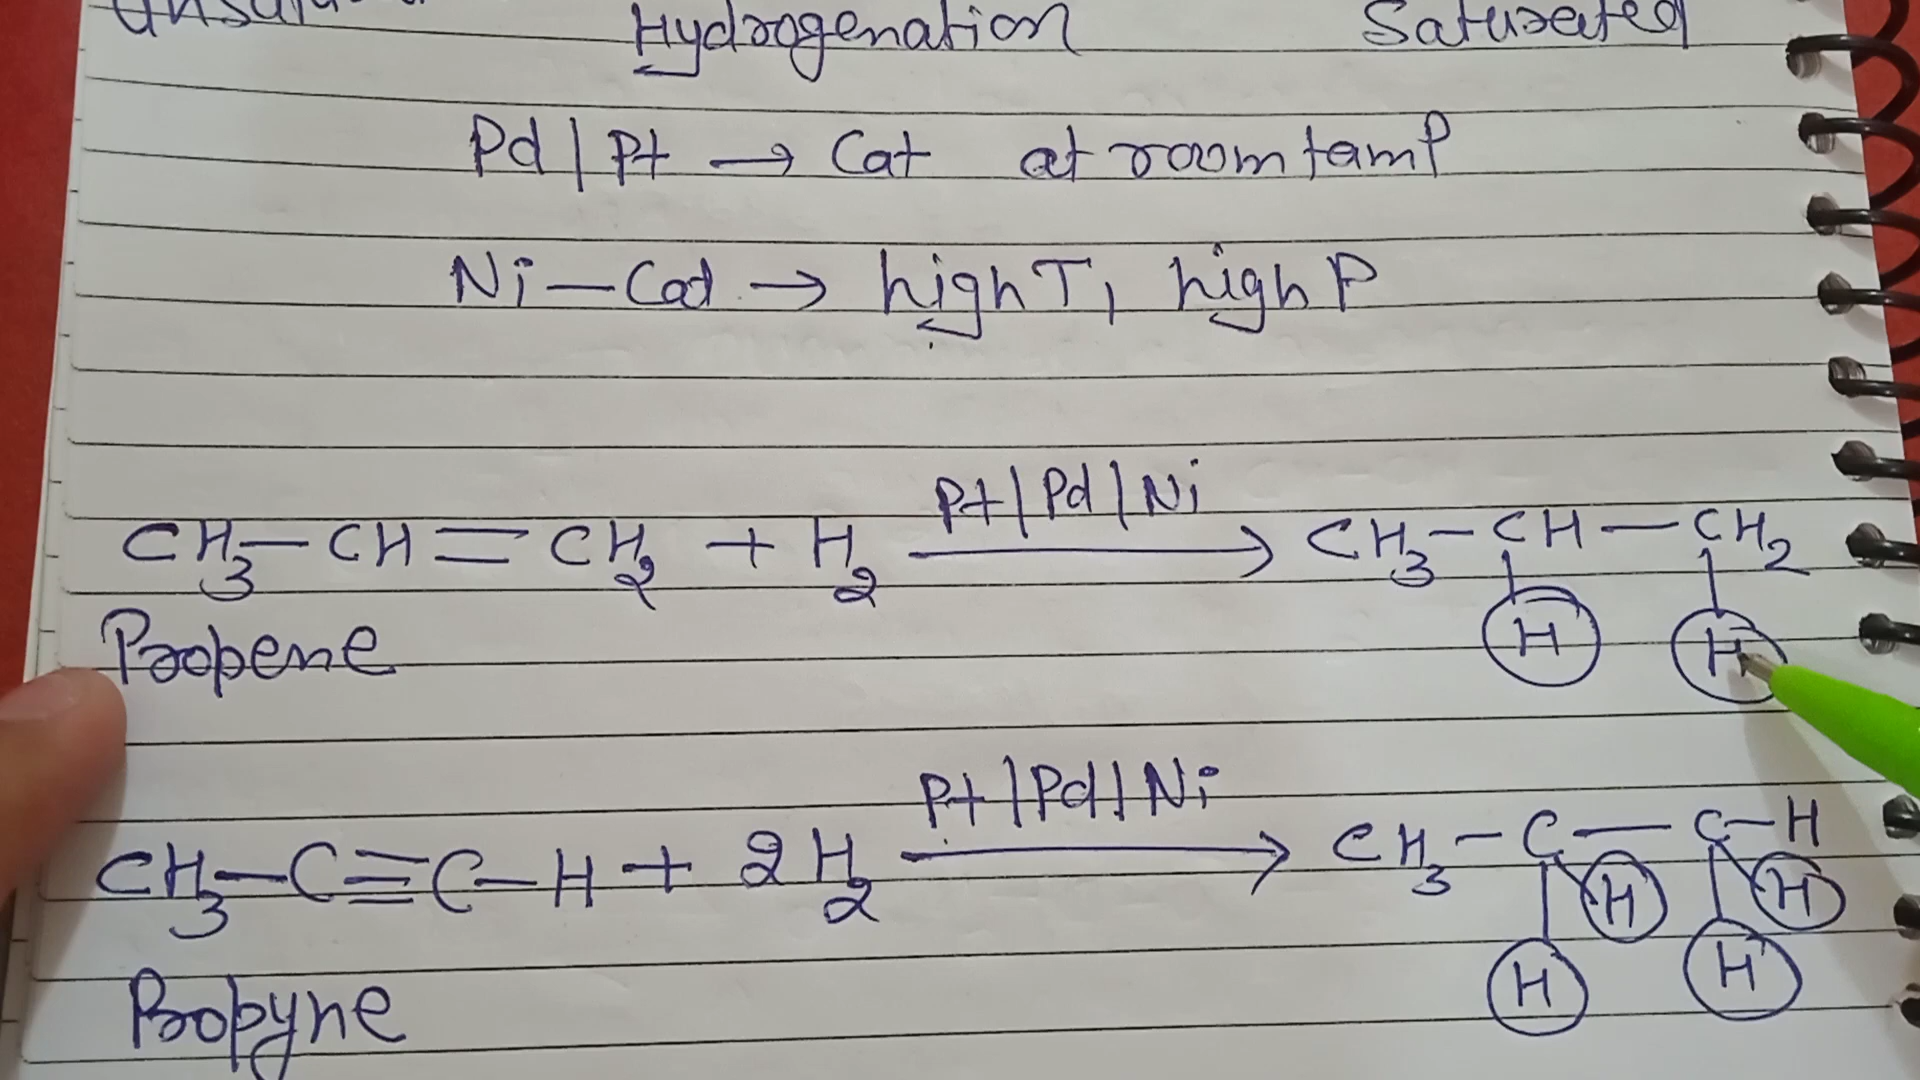 Hydrogenation Saturated
Pd | Pt → Cat at room temp
Ni – Cat → high T, high P
Pt | Pd | Ni
CH3 – CH = CH2 + H2 → CH3 – CH – CH2
H H
Propene
Pt | Pd | Ni
CH3 – C ≡ C – H + 2H2 → CH3 – C – C – H
H H
H H
Propyne